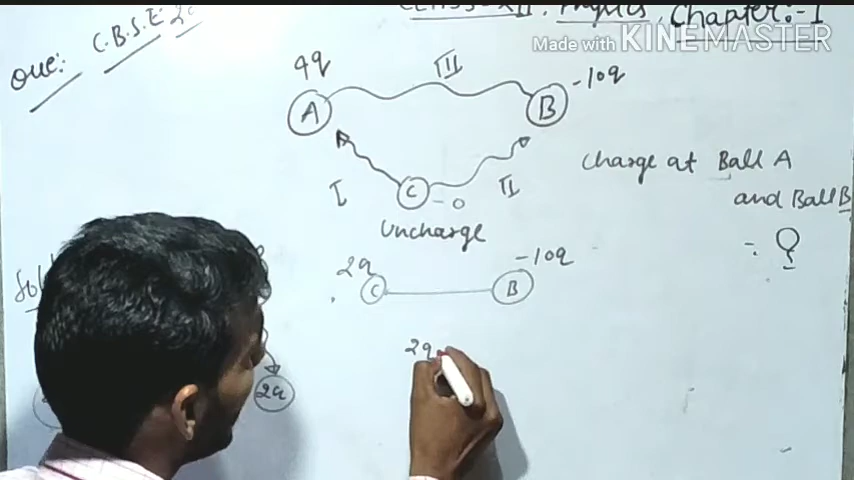 CLASS-XII, Physics, Chapter:-1
Made with KINEMASTER
Que: C.B.S.E
4q III -10q
A B
I C - 0 II
Uncharge
Charge at Ball A
and Ball B
= ?
2q -10q
C B
2q
2q